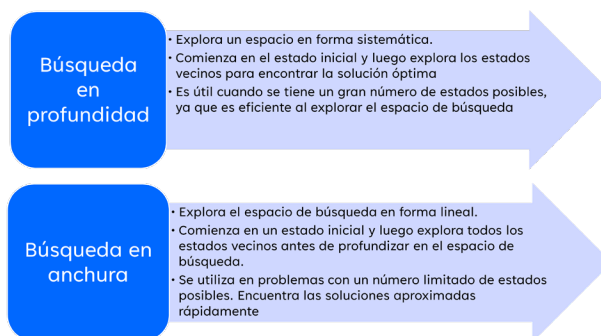 Búsqueda
en
profundidad
• Explora un espacio en forma sistemática.
• Comienza en el estado inicial y luego explora los estados
vecinos para encontrar la solución óptima
• Es útil cuando se tiene un gran número de estados posibles,
ya que es eficiente al explorar el espacio de búsqueda
Búsqueda en
anchura
• Explora el espacio de búsqueda en forma lineal.
• Comienza en un estado inicial y luego explora todos los
estados vecinos antes de profundizar en el espacio de
búsqueda.
• Se utiliza en problemas con un número limitado de estados
posibles. Encuentra las soluciones aproximadas
rápidamente